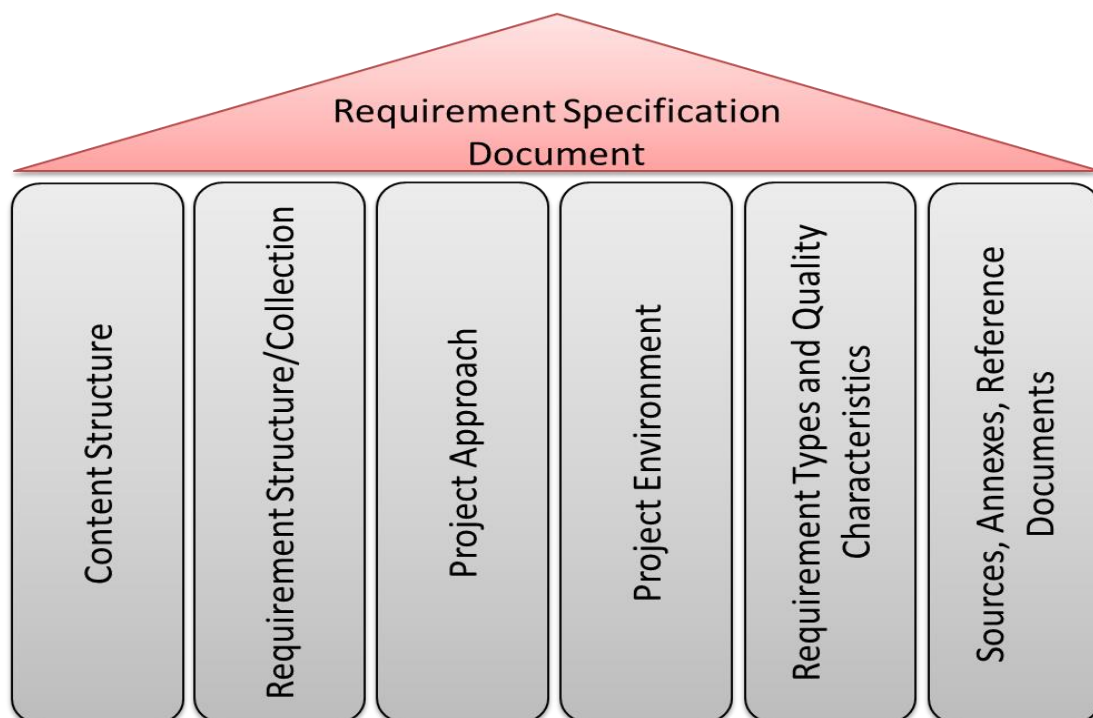 Requirement Specification
Document
Content Structure
Requirement Structure/Collection
Project Approach
Project Environment
Requirement Types and Quality
Characteristics
Sources, Annexes, Reference
Documents